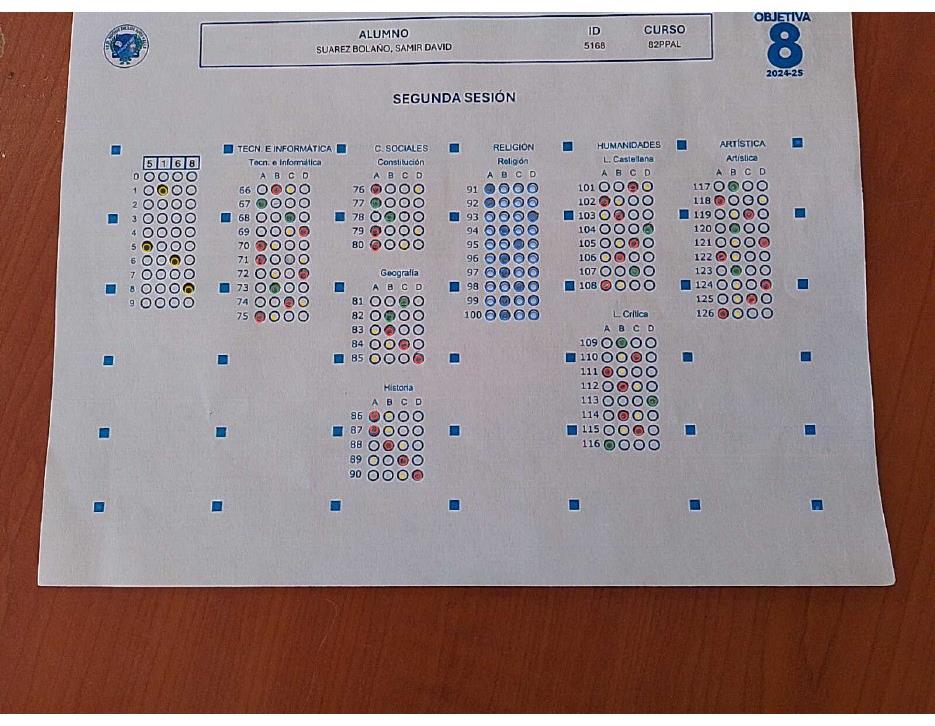 ALUMNO
SUAREZ BOLAÑO, SAMIR DAVID
ID
5168
CURSO
82PPAL
OBJETIVA
8
2024-25
SEGUNDA SESIÓN
5 1 6 8
0
1
2
3
4
5
6
7
8
9
TECN. E INFORMÁTICA
Tecn. e Informática
A B C D
66
67
68
69
70
71
72
73
74
75
C. SOCIALES
Constitución
A B C D
76
77
78
79
80
Geografía
A B C D
81
82
83
84
85
Historia
A B C D
86
87
88
89
90
RELIGIÓN
Religión
A B C D
91
92
93
94
95
96
97
98
99
100
HUMANIDADES
L. Castellana
A B C D
101
102
103
104
105
106
107
108
L. Crítica
A B C D
109
110
111
112
113
114
115
116
ARTÍSTICA
Artística
A B C D
117
118
119
120
121
122
123
124
125
126